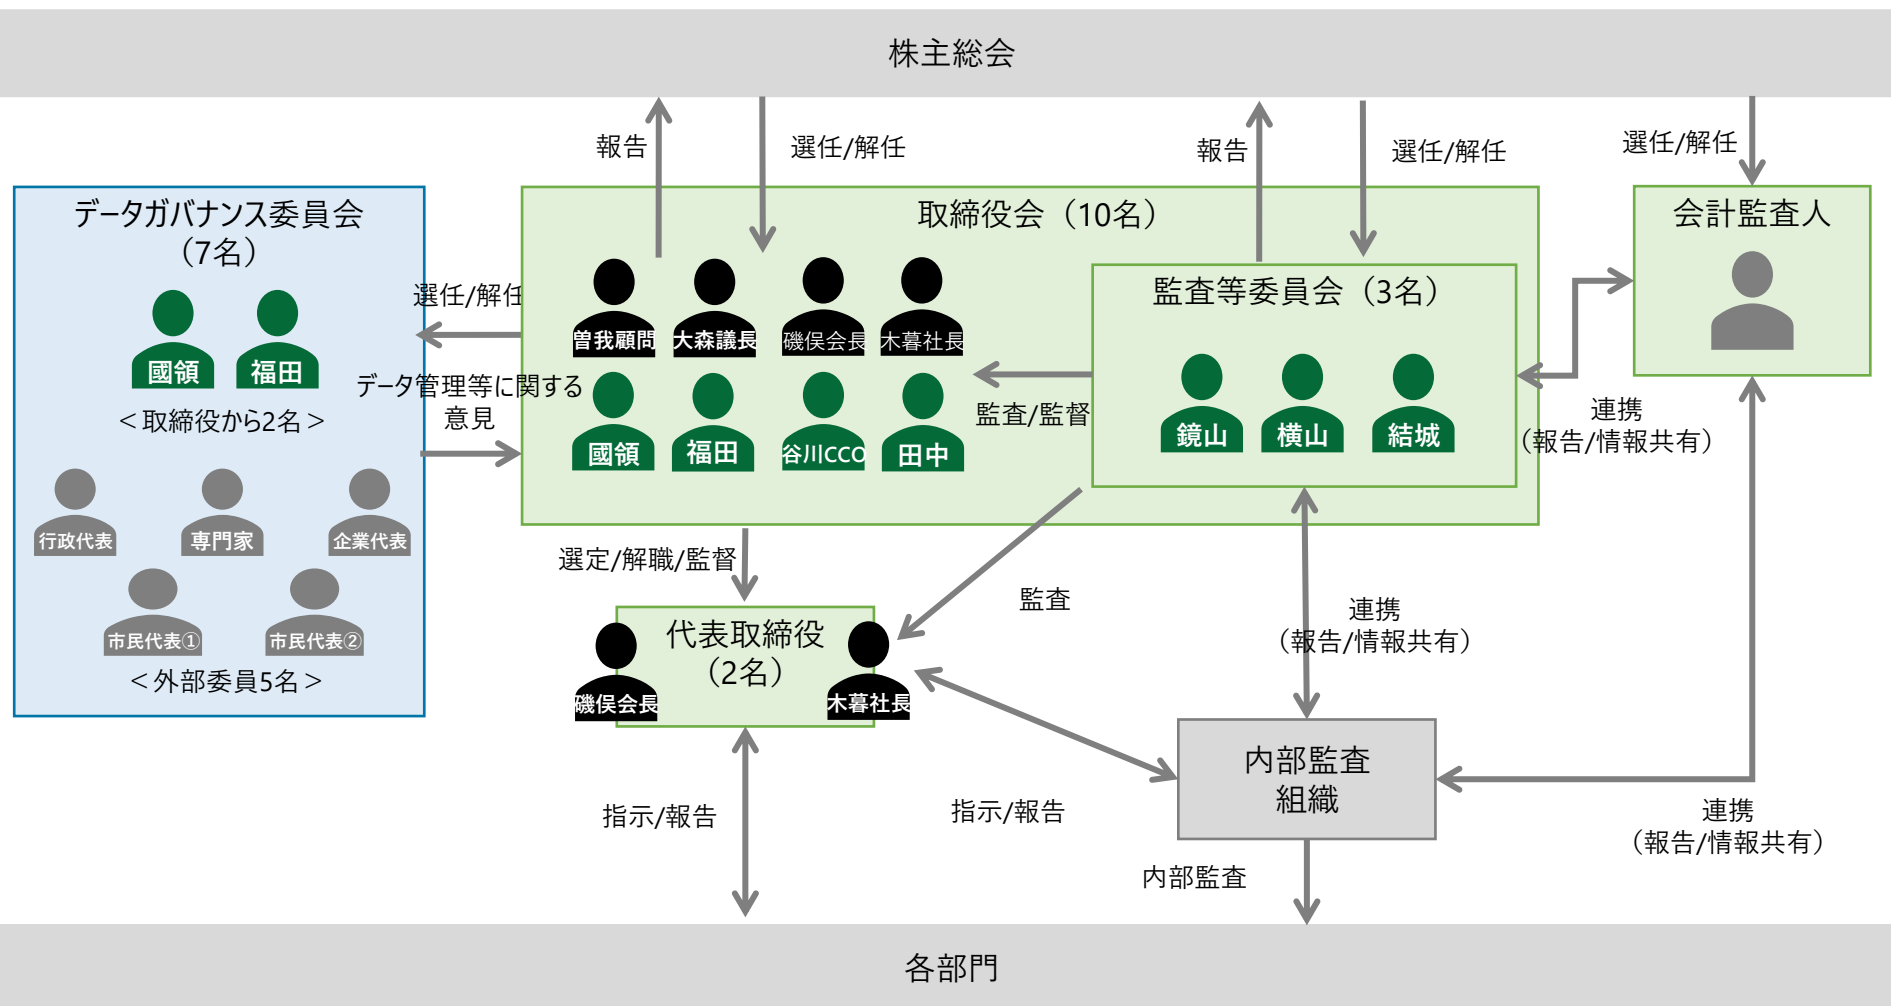 株主総会
報告
選任/解任
報告
選任/解任
選任/解任
データガバナンス委員会
（7名）
國領
福田
＜取締役から2名＞
行政代表
専門家
企業代表
市民代表①
市民代表②
＜外部委員5名＞
選任/解任
データ管理等に関する
意見
取締役会（10名）
曽我顧問
大森議長
磯俣会長
木暮社長
國領
福田
谷川CCO
田中
監査/監督
監査等委員会（3名）
鏡山
横山
結城
会計監査人
連携
（報告/情報共有）
選定/解職/監督
監査
連携
（報告/情報共有）
代表取締役
（2名）
磯俣会長
木暮社長
内部監査
組織
指示/報告
指示/報告
連携
（報告/情報共有）
内部監査
各部門